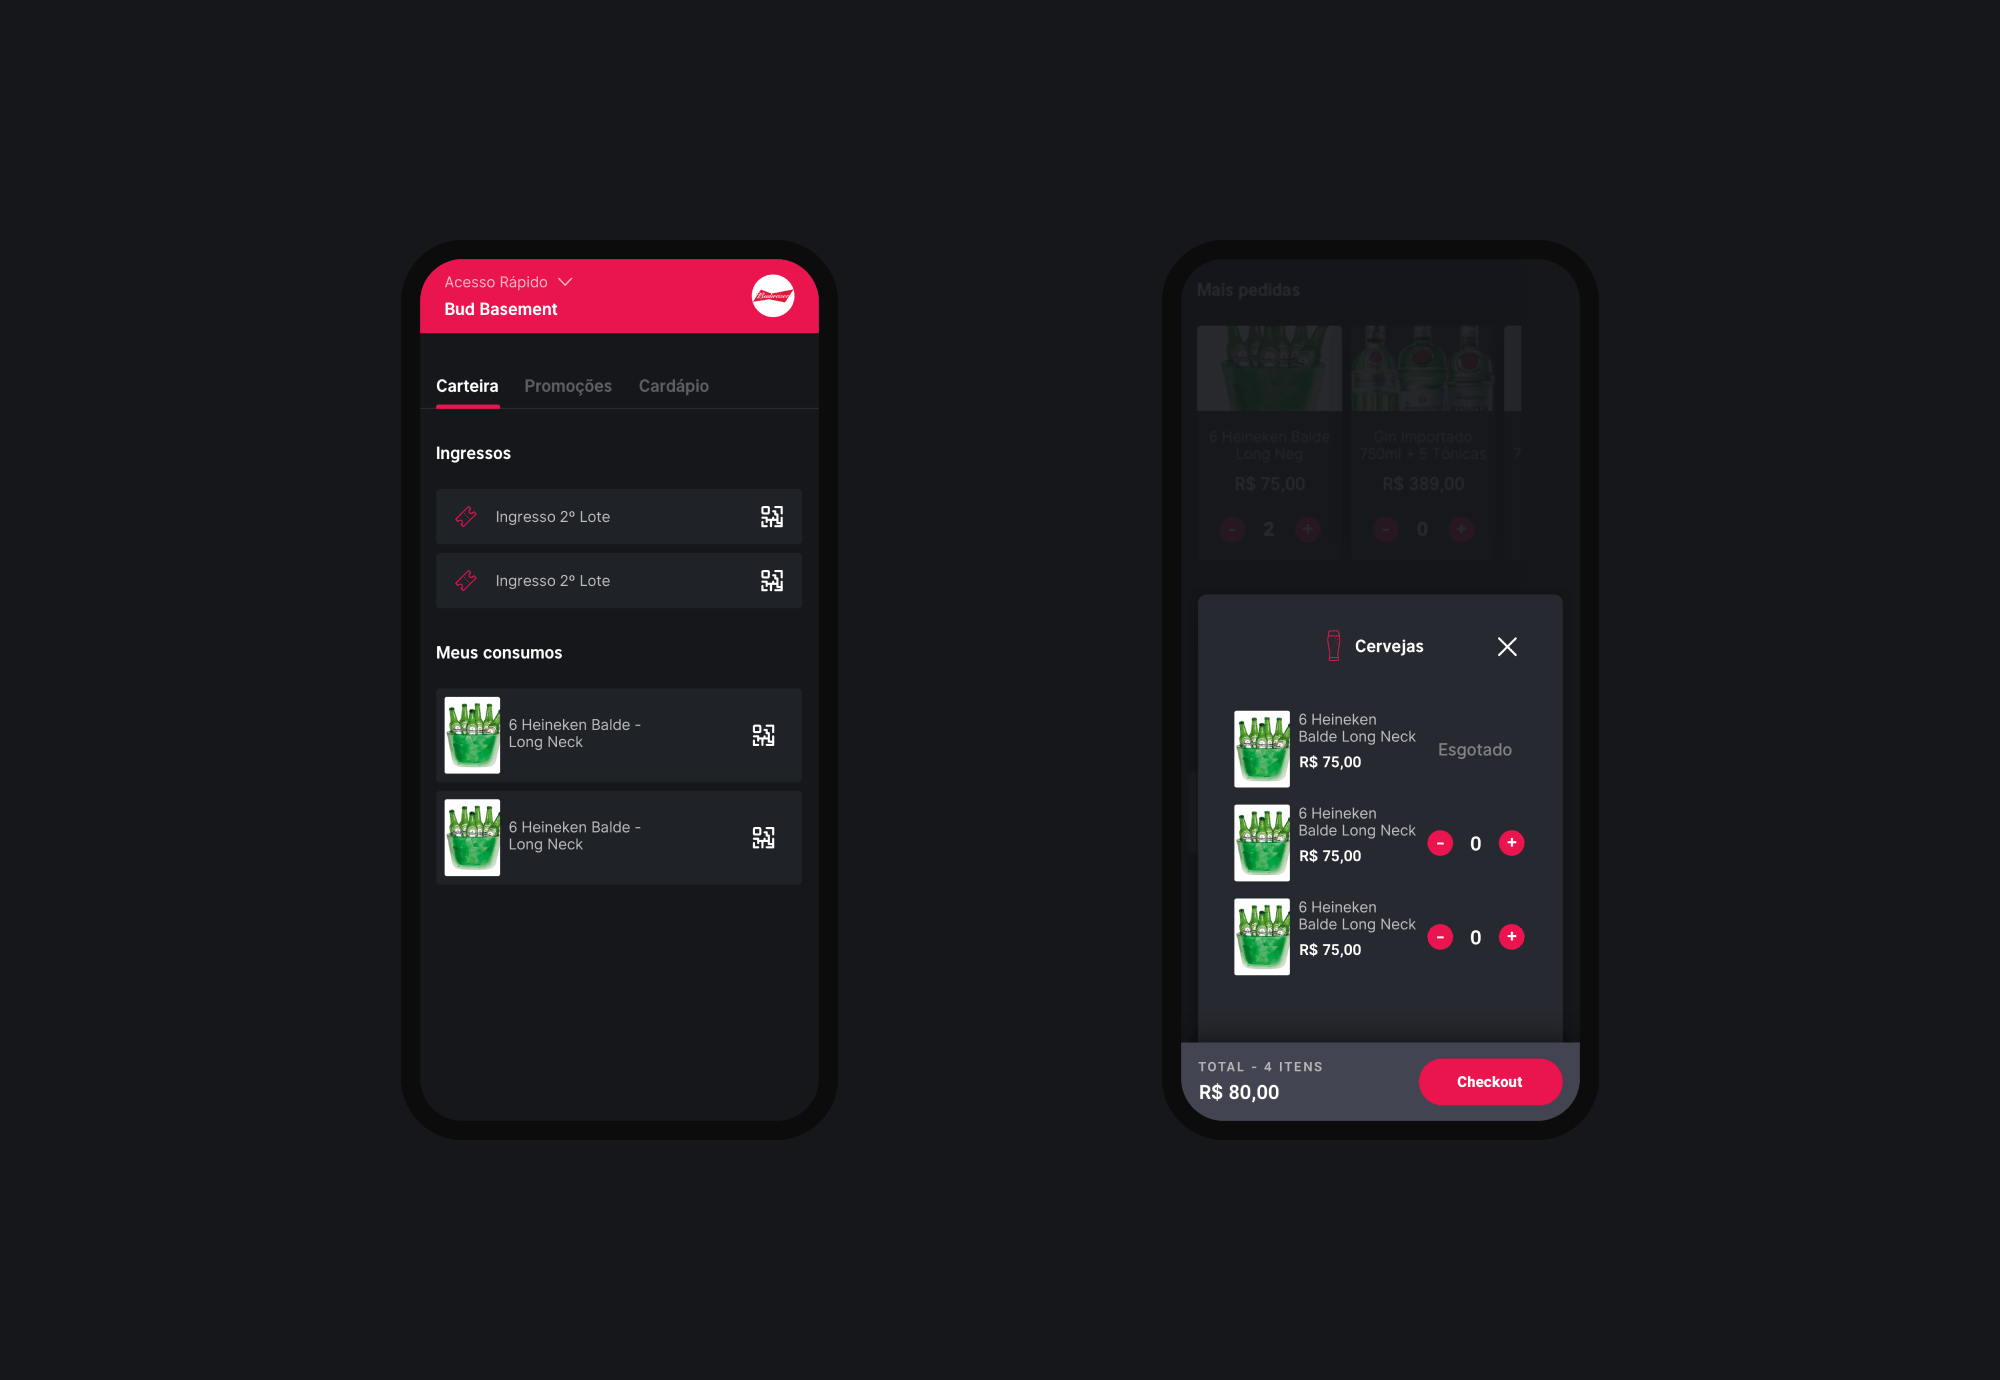 Acesso Rápido
Bud Basement
Budweiser
Carteira
Promoções
Cardápio
Ingressos
Ingresso 2º Lote
Ingresso 2º Lote
Meus consumos
6 Heineken Balde -
Long Neck
6 Heineken Balde -
Long Neck
Mais pedidas
6 Heineken Balde
Long Neg
R$ 75,00
- 2 +
Gin Importado
750ml + 5 Tônicas
R$ 389,00
- 0 +
7
Cervejas
6 Heineken
Balde Long Neck
R$ 75,00
Esgotado
6 Heineken
Balde Long Neck
R$ 75,00
- 0 +
6 Heineken
Balde Long Neck
R$ 75,00
- 0 +
TOTAL - 4 ITENS
R$ 80,00
Checkout